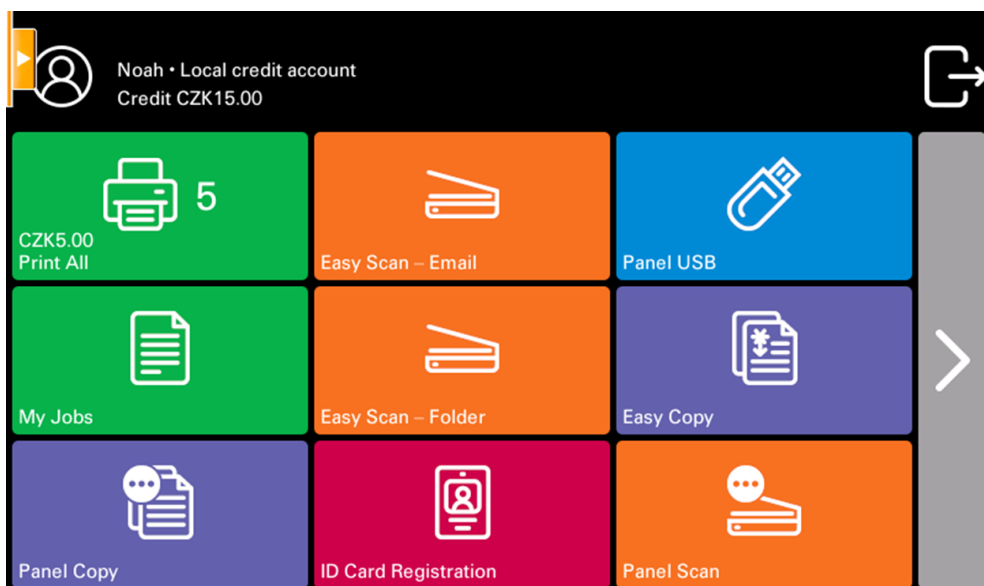 Noah • Local credit account
Credit CZK15.00
5
CZK5.00
Print All
Easy Scan – Email
Panel USB
My Jobs
Easy Scan – Folder
Easy Copy
Panel Copy
ID Card Registration
Panel Scan